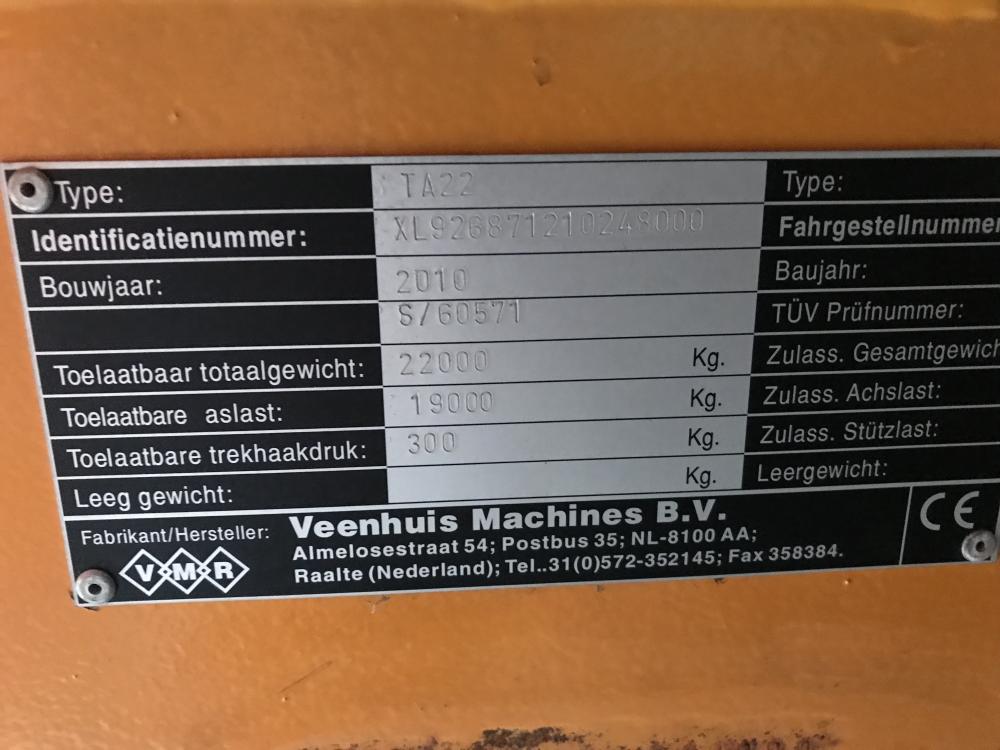 Type: TA22 Type:
Identificatienummer: XL926871210248000 Fahrgestellnummer
Bouwjaar: 2010 Baujahr:
S/60571 TÜV Prüfnummer:
Toelaatbaar totaalgewicht: 22000 Kg. Zulass. Gesamtgewich
Toelaatbare aslast: 19000 Kg. Zulass. Achslast:
Toelaatbare trekhaakdruk: 300 Kg. Zulass. Stützlast:
Leeg gewicht: Kg. Leergewicht:
Fabrikant/Hersteller: Veenhuis Machines B.V. CE
Almelosestraat 54; Postbus 35; NL-8100 AA;
VMR Raalte (Nederland); Tel..31(0)572-352145; Fax 358384.